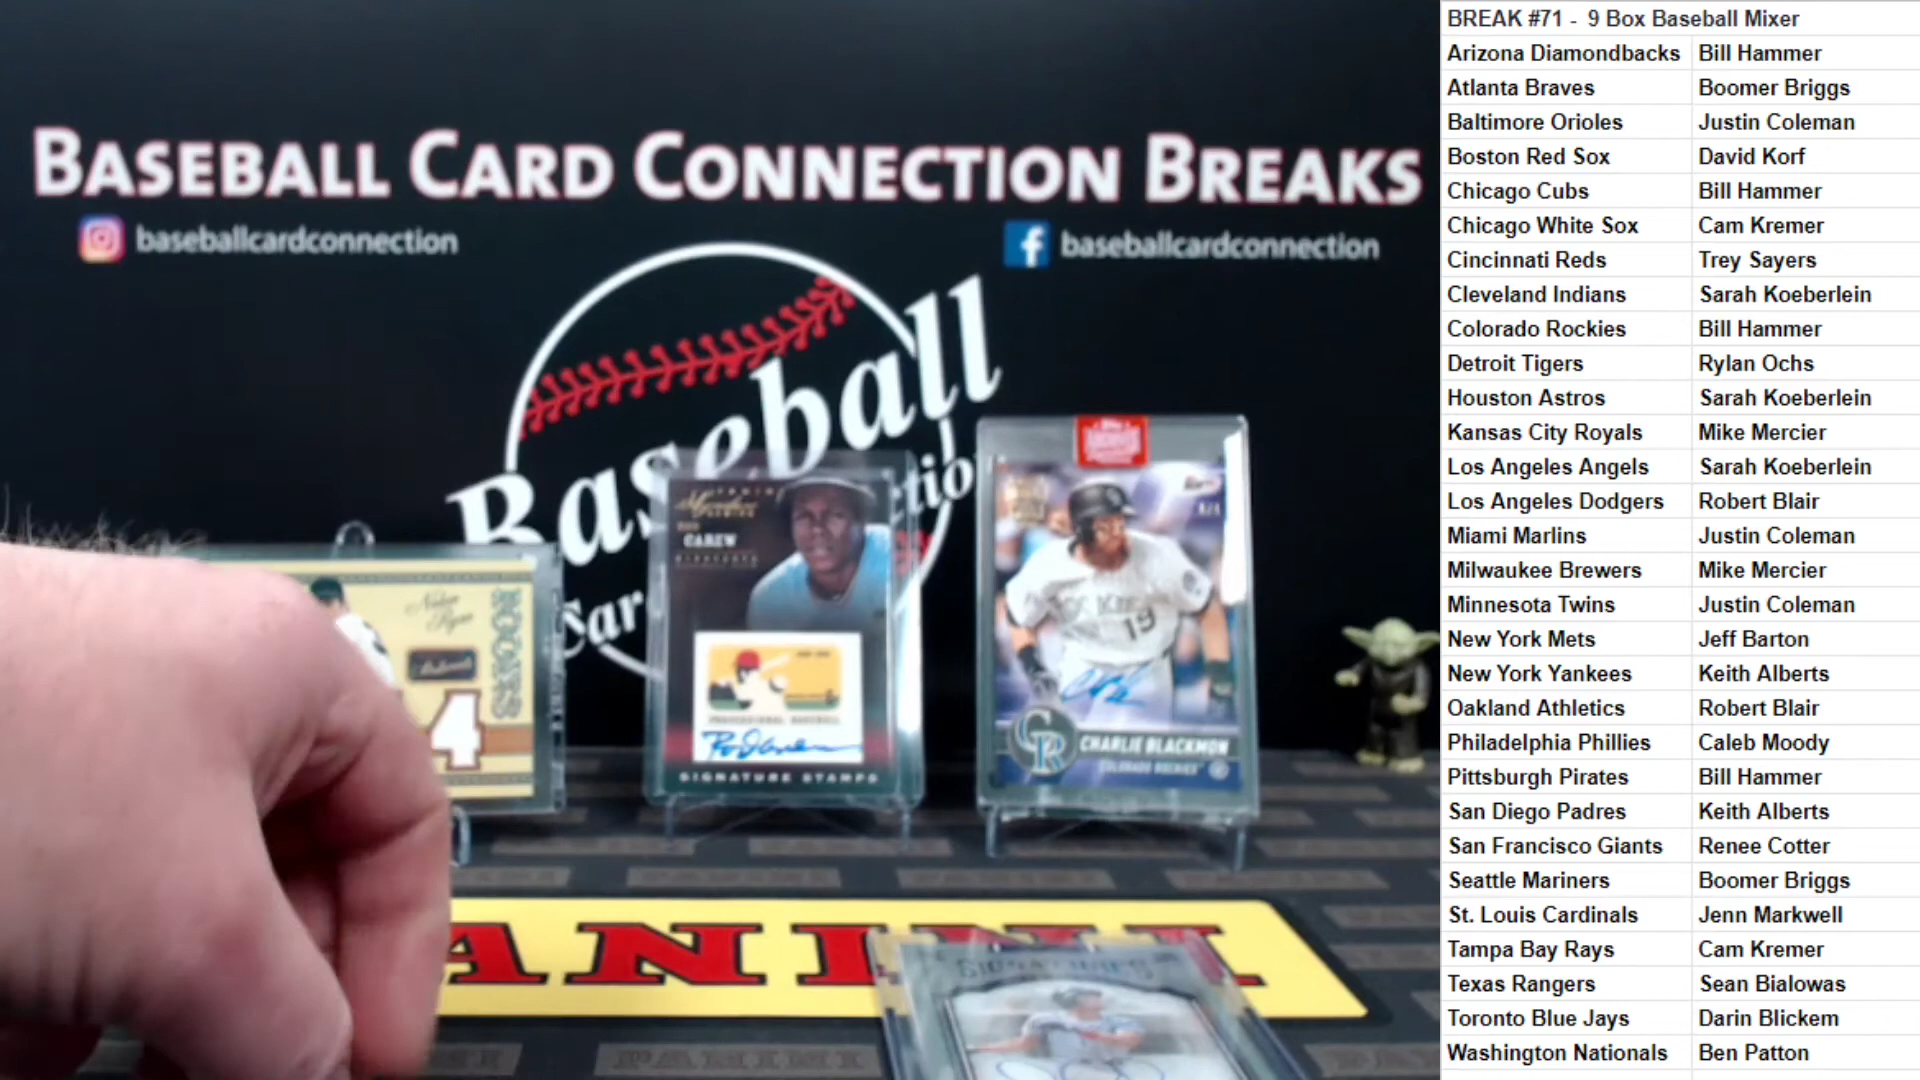 BASEBALL CARD CONNECTION BREAKS
baseballcardconnection
baseballcardconnection
Baseball
CAREW
SIGNATURE STAMPS
19
CR
CHARLIE BLACKMON
COLORADO ROCKIES
4
PANINI
SIGNATURES
BREAK #71 - 9 Box Baseball Mixer
Arizona Diamondbacks Bill Hammer
Atlanta Braves Boomer Briggs
Baltimore Orioles Justin Coleman
Boston Red Sox David Korf
Chicago Cubs Bill Hammer
Chicago White Sox Cam Kremer
Cincinnati Reds Trey Sayers
Cleveland Indians Sarah Koeberlein
Colorado Rockies Bill Hammer
Detroit Tigers Rylan Ochs
Houston Astros Sarah Koeberlein
Kansas City Royals Mike Mercier
Los Angeles Angels Sarah Koeberlein
Los Angeles Dodgers Robert Blair
Miami Marlins Justin Coleman
Milwaukee Brewers Mike Mercier
Minnesota Twins Justin Coleman
New York Mets Jeff Barton
New York Yankees Keith Alberts
Oakland Athletics Robert Blair
Philadelphia Phillies Caleb Moody
Pittsburgh Pirates Bill Hammer
San Diego Padres Keith Alberts
San Francisco Giants Renee Cotter
Seattle Mariners Boomer Briggs
St. Louis Cardinals Jenn Markwell
Tampa Bay Rays Cam Kremer
Texas Rangers Sean Bialowas
Toronto Blue Jays Darin Blickem
Washington Nationals Ben Patton